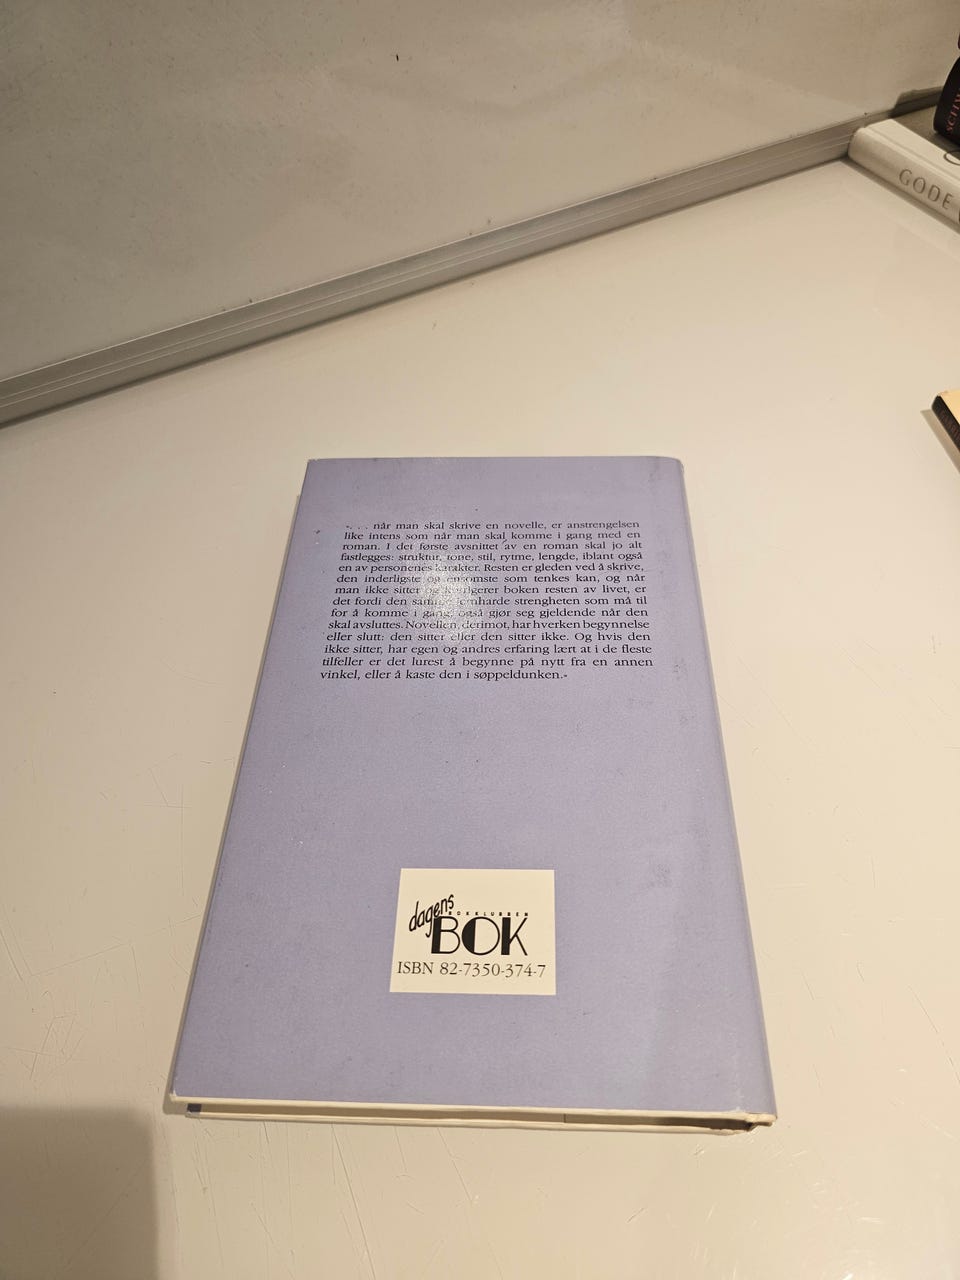 «. . . når man skal skrive en novelle, er anstrengelsen
like intens som når man skal komme i gang med en
roman. I det første avsnittet av en roman skal jo alt
fastlegges: struktur, tone, stil, rytme, lengde, iblant også
en av personenes karakter. Resten er gleden ved å skrive,
den inderligste og ensomste som tenkes kan, og når
man ikke sitter og korrigerer boken resten av livet, er
det fordi den samme jernharde strengheten som må til
for å komme i gang, også gjør seg gjeldende når den
skal avsluttes. Novellen, derimot, har hverken begynnelse
eller slutt: den sitter eller den sitter ikke. Og hvis den
ikke sitter, har egen og andres erfaring lært at i de fleste
tilfeller er det lurest å begynne på nytt fra en annen
vinkel, eller å kaste den i søppeldunken.»
dagens
BOKKLUBBEN
BOK
ISBN 82-7350-374-7
GODE